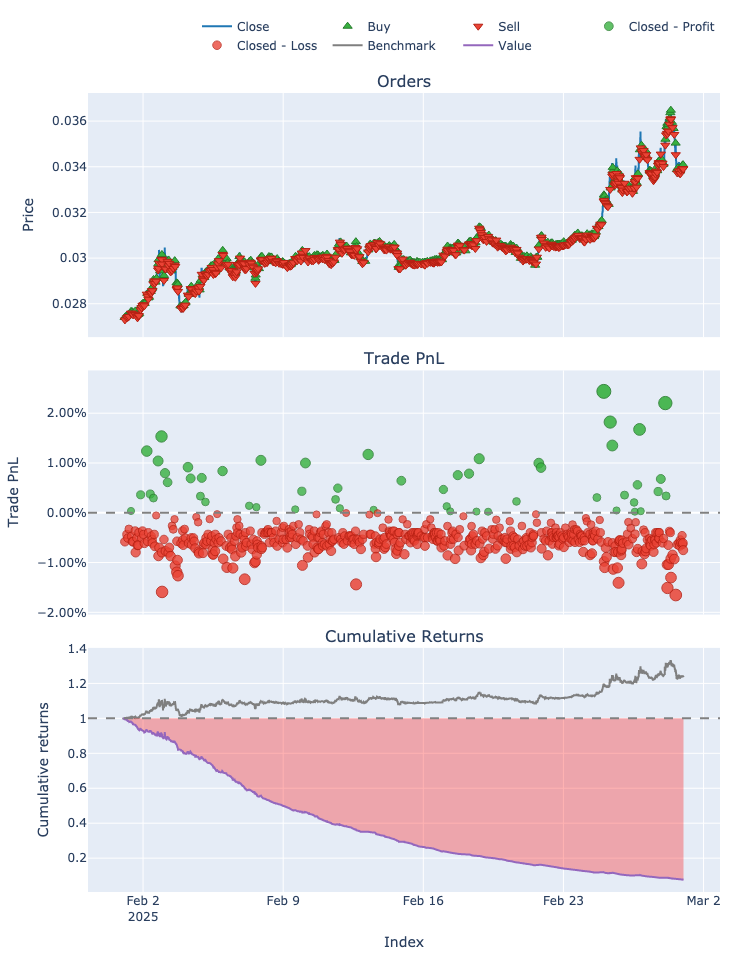 Close Buy Sell Closed - Profit
Closed - Loss Benchmark Value
Orders
0.036
0.034
0.032
0.03
0.028
Price
Trade PnL
2.00%
1.00%
0.00%
−1.00%
−2.00%
Trade PnL
Cumulative Returns
1.4
1.2
1
0.8
0.6
0.4
0.2
Cumulative returns
Feb 2 Feb 9 Feb 16 Feb 23 Mar 2
2025
Index